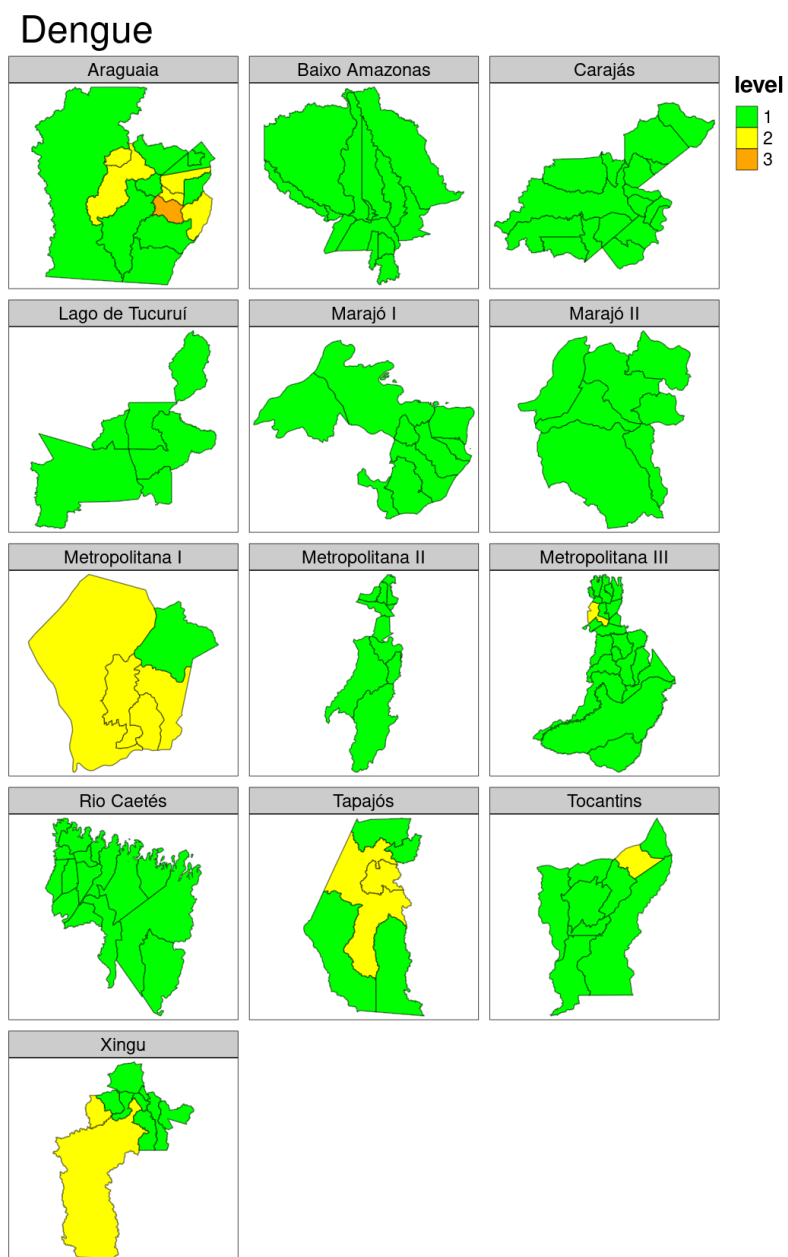 Dengue
Araguaia
Baixo Amazonas
Carajás
level
1
2
3
Lago de Tucuruí
Marajó I
Marajó II
Metropolitana I
Metropolitana II
Metropolitana III
Rio Caetés
Tapajós
Tocantins
Xingu